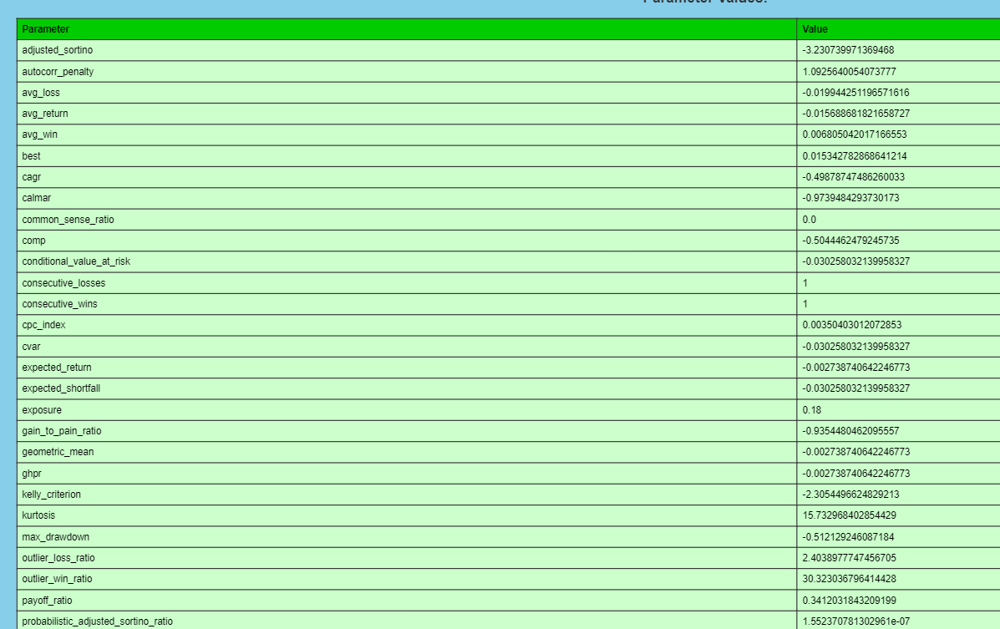 Parameter Values:
Parameter Value
adjusted_sortino -3.230739971369468
autocorr_penalty 1.0925640054073777
avg_loss -0.019944251196571616
avg_return -0.015688681821658727
avg_win 0.006805042017166553
best 0.015342782868641214
cagr -0.49878747486260033
calmar -0.9739484293730173
common_sense_ratio 0.0
comp -0.5044462479245735
conditional_value_at_risk -0.030258032139958327
consecutive_losses 1
consecutive_wins 1
cpc_index 0.00350403012072853
cvar -0.030258032139958327
expected_return -0.002738740642246773
expected_shortfall -0.030258032139958327
exposure 0.18
gain_to_pain_ratio -0.9354480462095557
geometric_mean -0.002738740642246773
ghpr -0.002738740642246773
kelly_criterion -2.3054496624829213
kurtosis 15.732968402854429
max_drawdown -0.512129246087184
outlier_loss_ratio 2.4038977747456705
outlier_win_ratio 30.323036796414428
payoff_ratio 0.3412031843209199
probabilistic_adjusted_sortino_ratio 1.552370781302961e-07